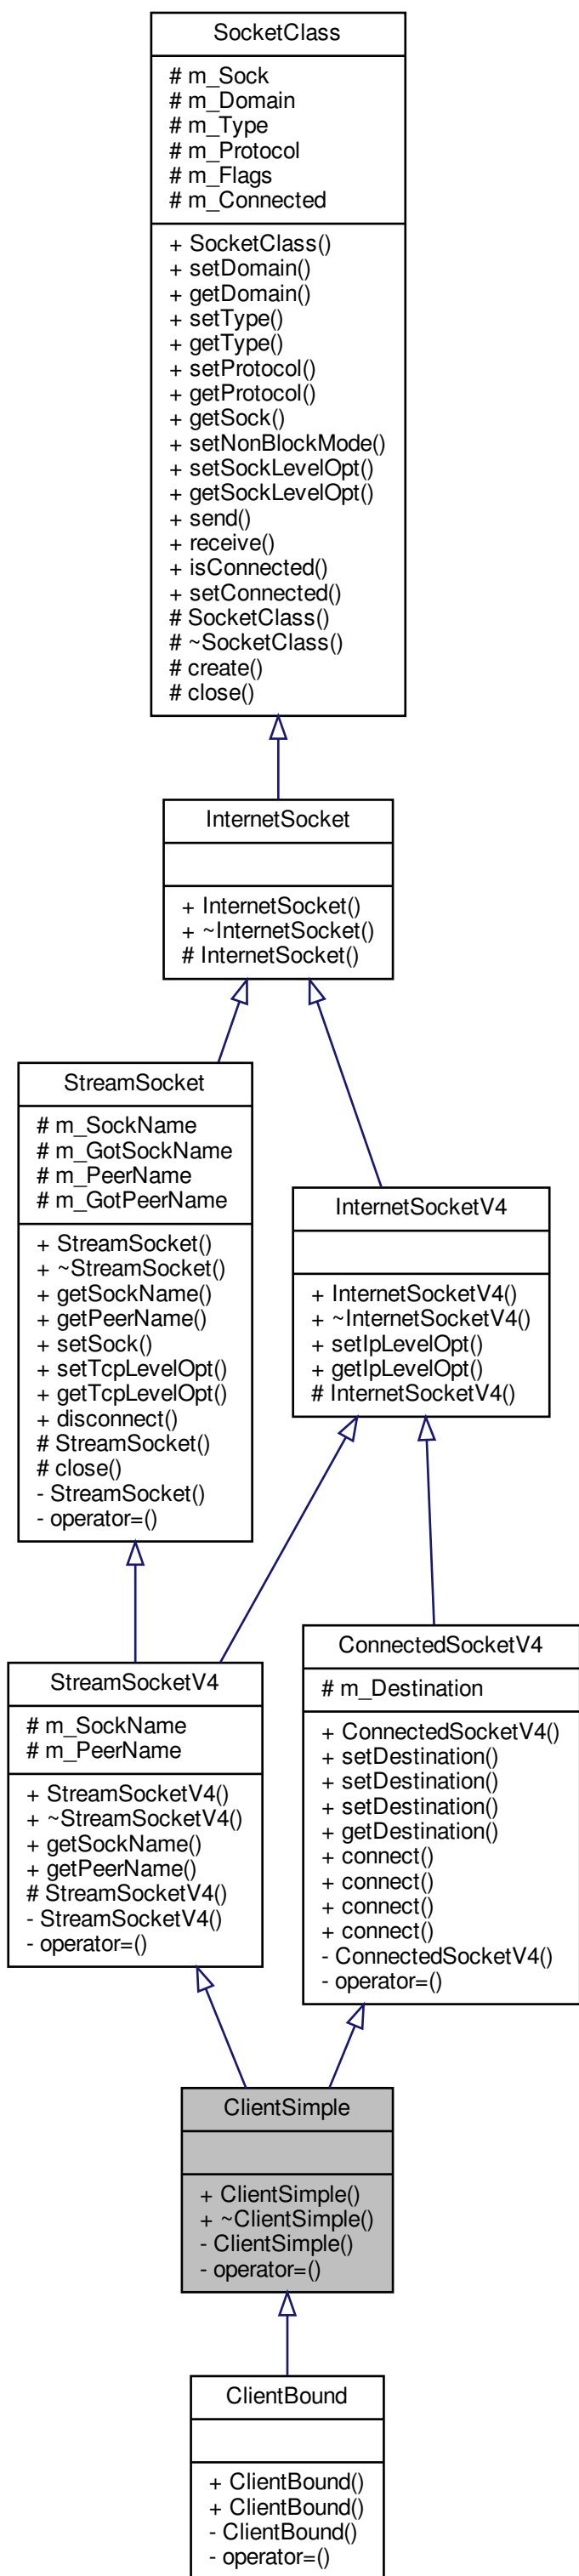 SocketClass
# m_Sock
# m_Domain
# m_Type
# m_Protocol
# m_Flags
# m_Connected
+ SocketClass()
+ setDomain()
+ getDomain()
+ setType()
+ getType()
+ setProtocol()
+ getProtocol()
+ getSock()
+ setNonBlockMode()
+ setSockLevelOpt()
+ getSockLevelOpt()
+ send()
+ receive()
+ isConnected()
+ setConnected()
# SocketClass()
# ~SocketClass()
# create()
# close()
InternetSocket
+ InternetSocket()
+ ~InternetSocket()
# InternetSocket()
StreamSocket
# m_SockName
# m_GotSockName
# m_PeerName
# m_GotPeerName
+ StreamSocket()
+ ~StreamSocket()
+ getSockName()
+ getPeerName()
+ setSock()
+ setTcpLevelOpt()
+ getTcpLevelOpt()
+ disconnect()
# StreamSocket()
# close()
- StreamSocket()
- operator=()
InternetSocketV4
+ InternetSocketV4()
+ ~InternetSocketV4()
+ setIpLevelOpt()
+ getIpLevelOpt()
# InternetSocketV4()
StreamSocketV4
# m_SockName
# m_PeerName
+ StreamSocketV4()
+ ~StreamSocketV4()
+ getSockName()
+ getPeerName()
# StreamSocketV4()
- StreamSocketV4()
- operator=()
ConnectedSocketV4
# m_Destination
+ ConnectedSocketV4()
+ setDestination()
+ setDestination()
+ setDestination()
+ getDestination()
+ connect()
+ connect()
+ connect()
+ connect()
- ConnectedSocketV4()
- operator=()
ClientSimple
+ ClientSimple()
+ ~ClientSimple()
- ClientSimple()
- operator=()
ClientBound
+ ClientBound()
+ ClientBound()
- ClientBound()
- operator=()